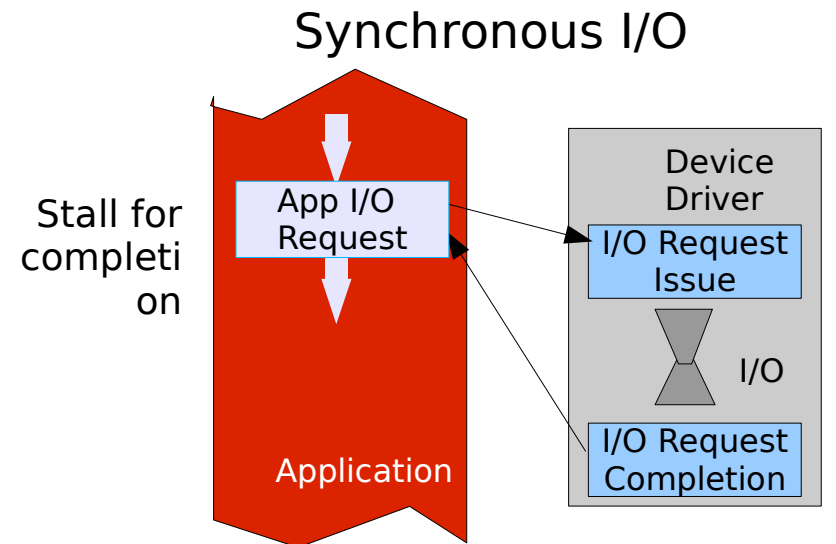 Synchronous I/O
Stall for
completi
on
App I/O
Request
Application
Device
Driver
I/O Request
Issue
I/O
I/O Request
Completion